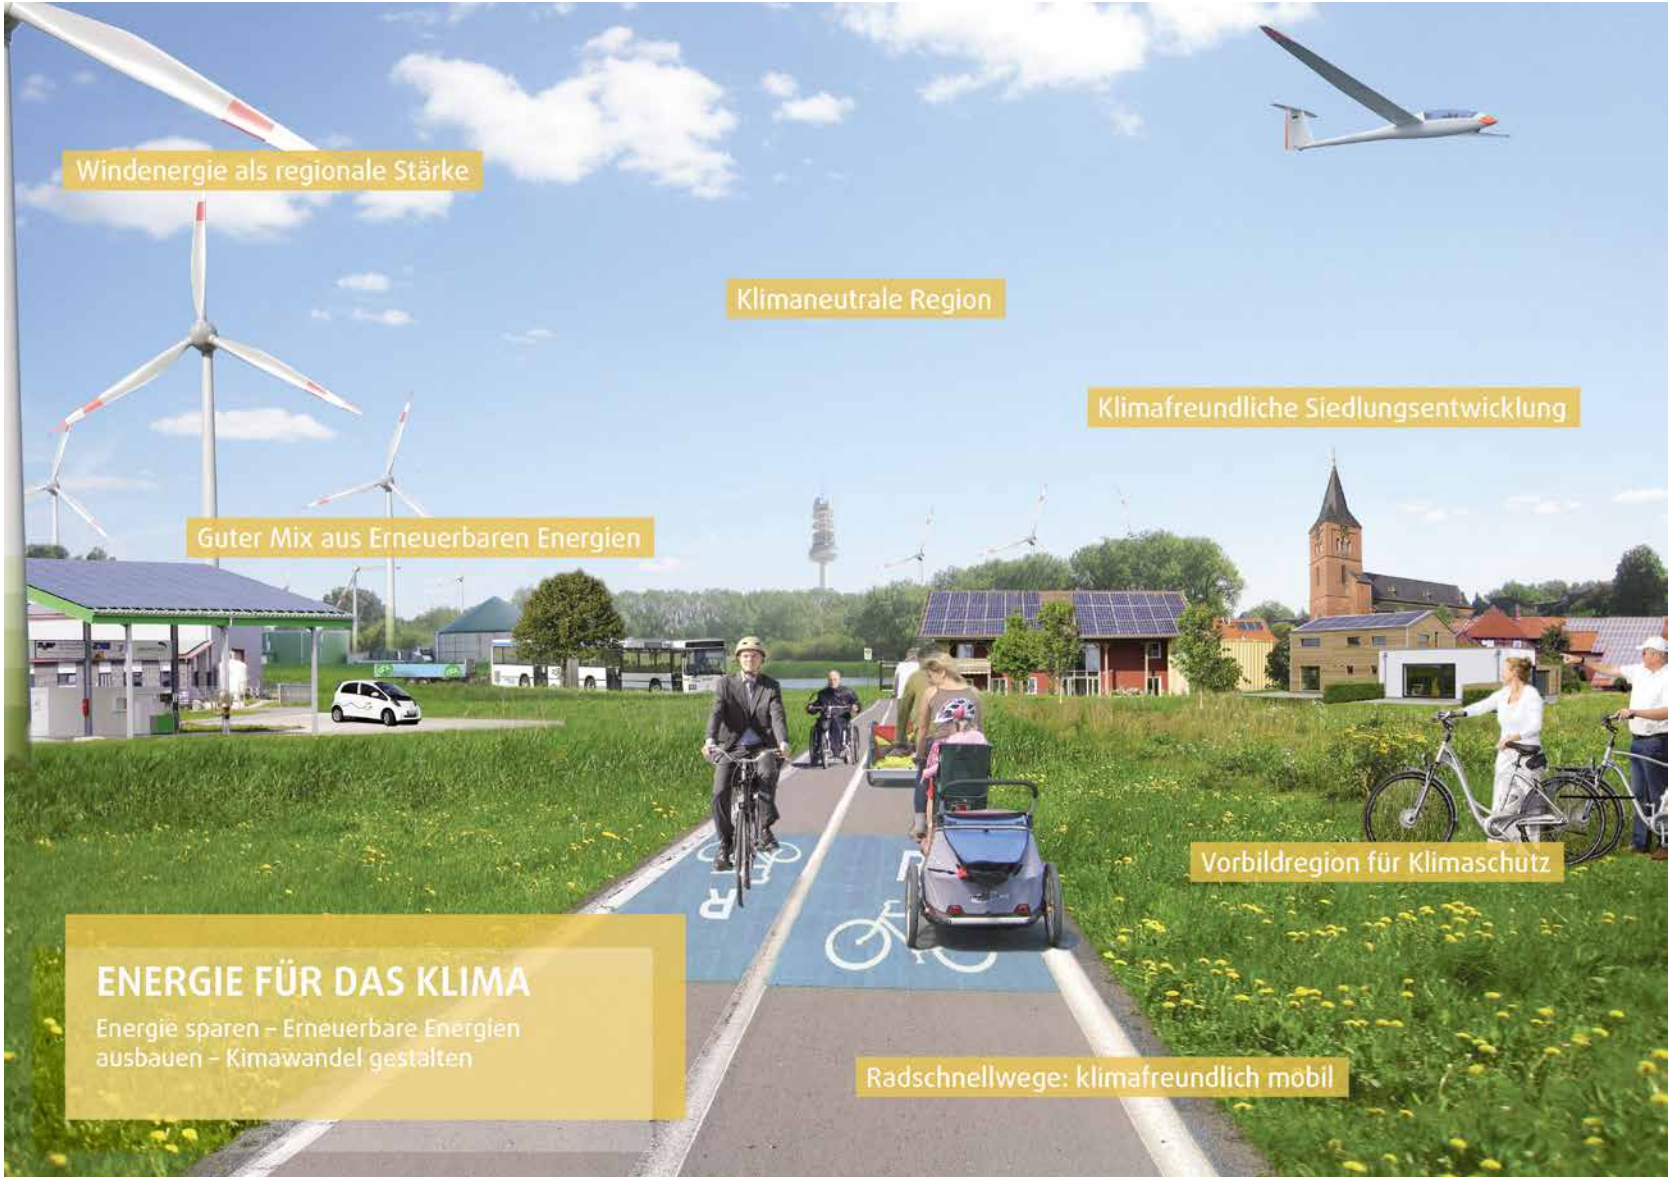 Windenergie als regionale Stärke
Klimaneutrale Region
Klimafreundliche Siedlungsentwicklung
Guter Mix aus Erneuerbaren Energien
Vorbildregion für Klimaschutz
R
ENERGIE FÜR DAS KLIMA
Energie sparen – Erneuerbare Energien
ausbauen – Kimawandel gestalten
Radschnellwege: klimafreundlich mobil